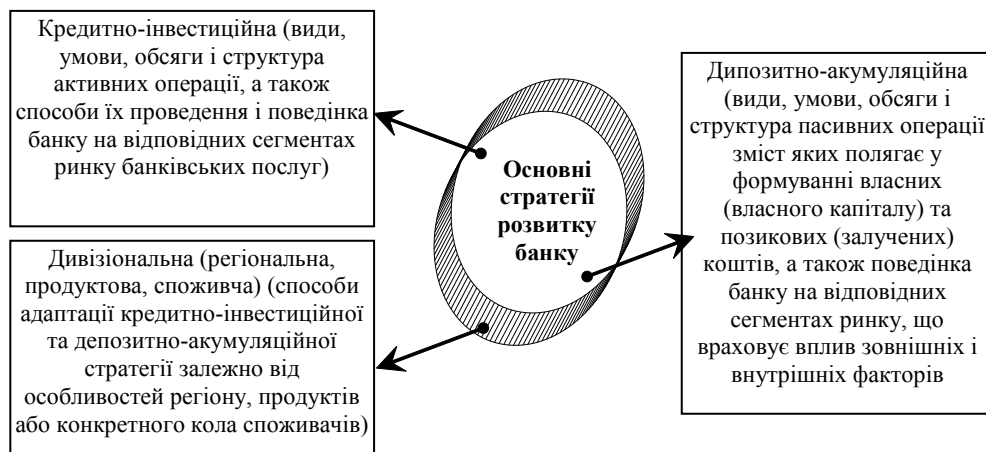 Кредитно-інвестиційна (види,
умови, обсяги і структура
активних операції, а також
способи їх проведення і поведінка
банку на відповідних сегментах
ринку банківських послуг)
Дивізіональна (регіональна,
продуктова, споживча) (способи
адаптації кредитно-інвестиційної
та депозитно-акумуляційної
стратегії залежно від
особливостей регіону, продуктів
або конкретного кола споживачів)
Основні
стратегії
розвитку
банку
Дипозитно-акумуляційна
(види, умови, обсяги і
структура пасивних операції
зміст яких полягає у
формуванні власних
(власного капіталу) та
позикових (залучених)
коштів, а також поведінка
банку на відповідних
сегментах ринку, що
враховує вплив зовнішніх і
внутрішніх факторів